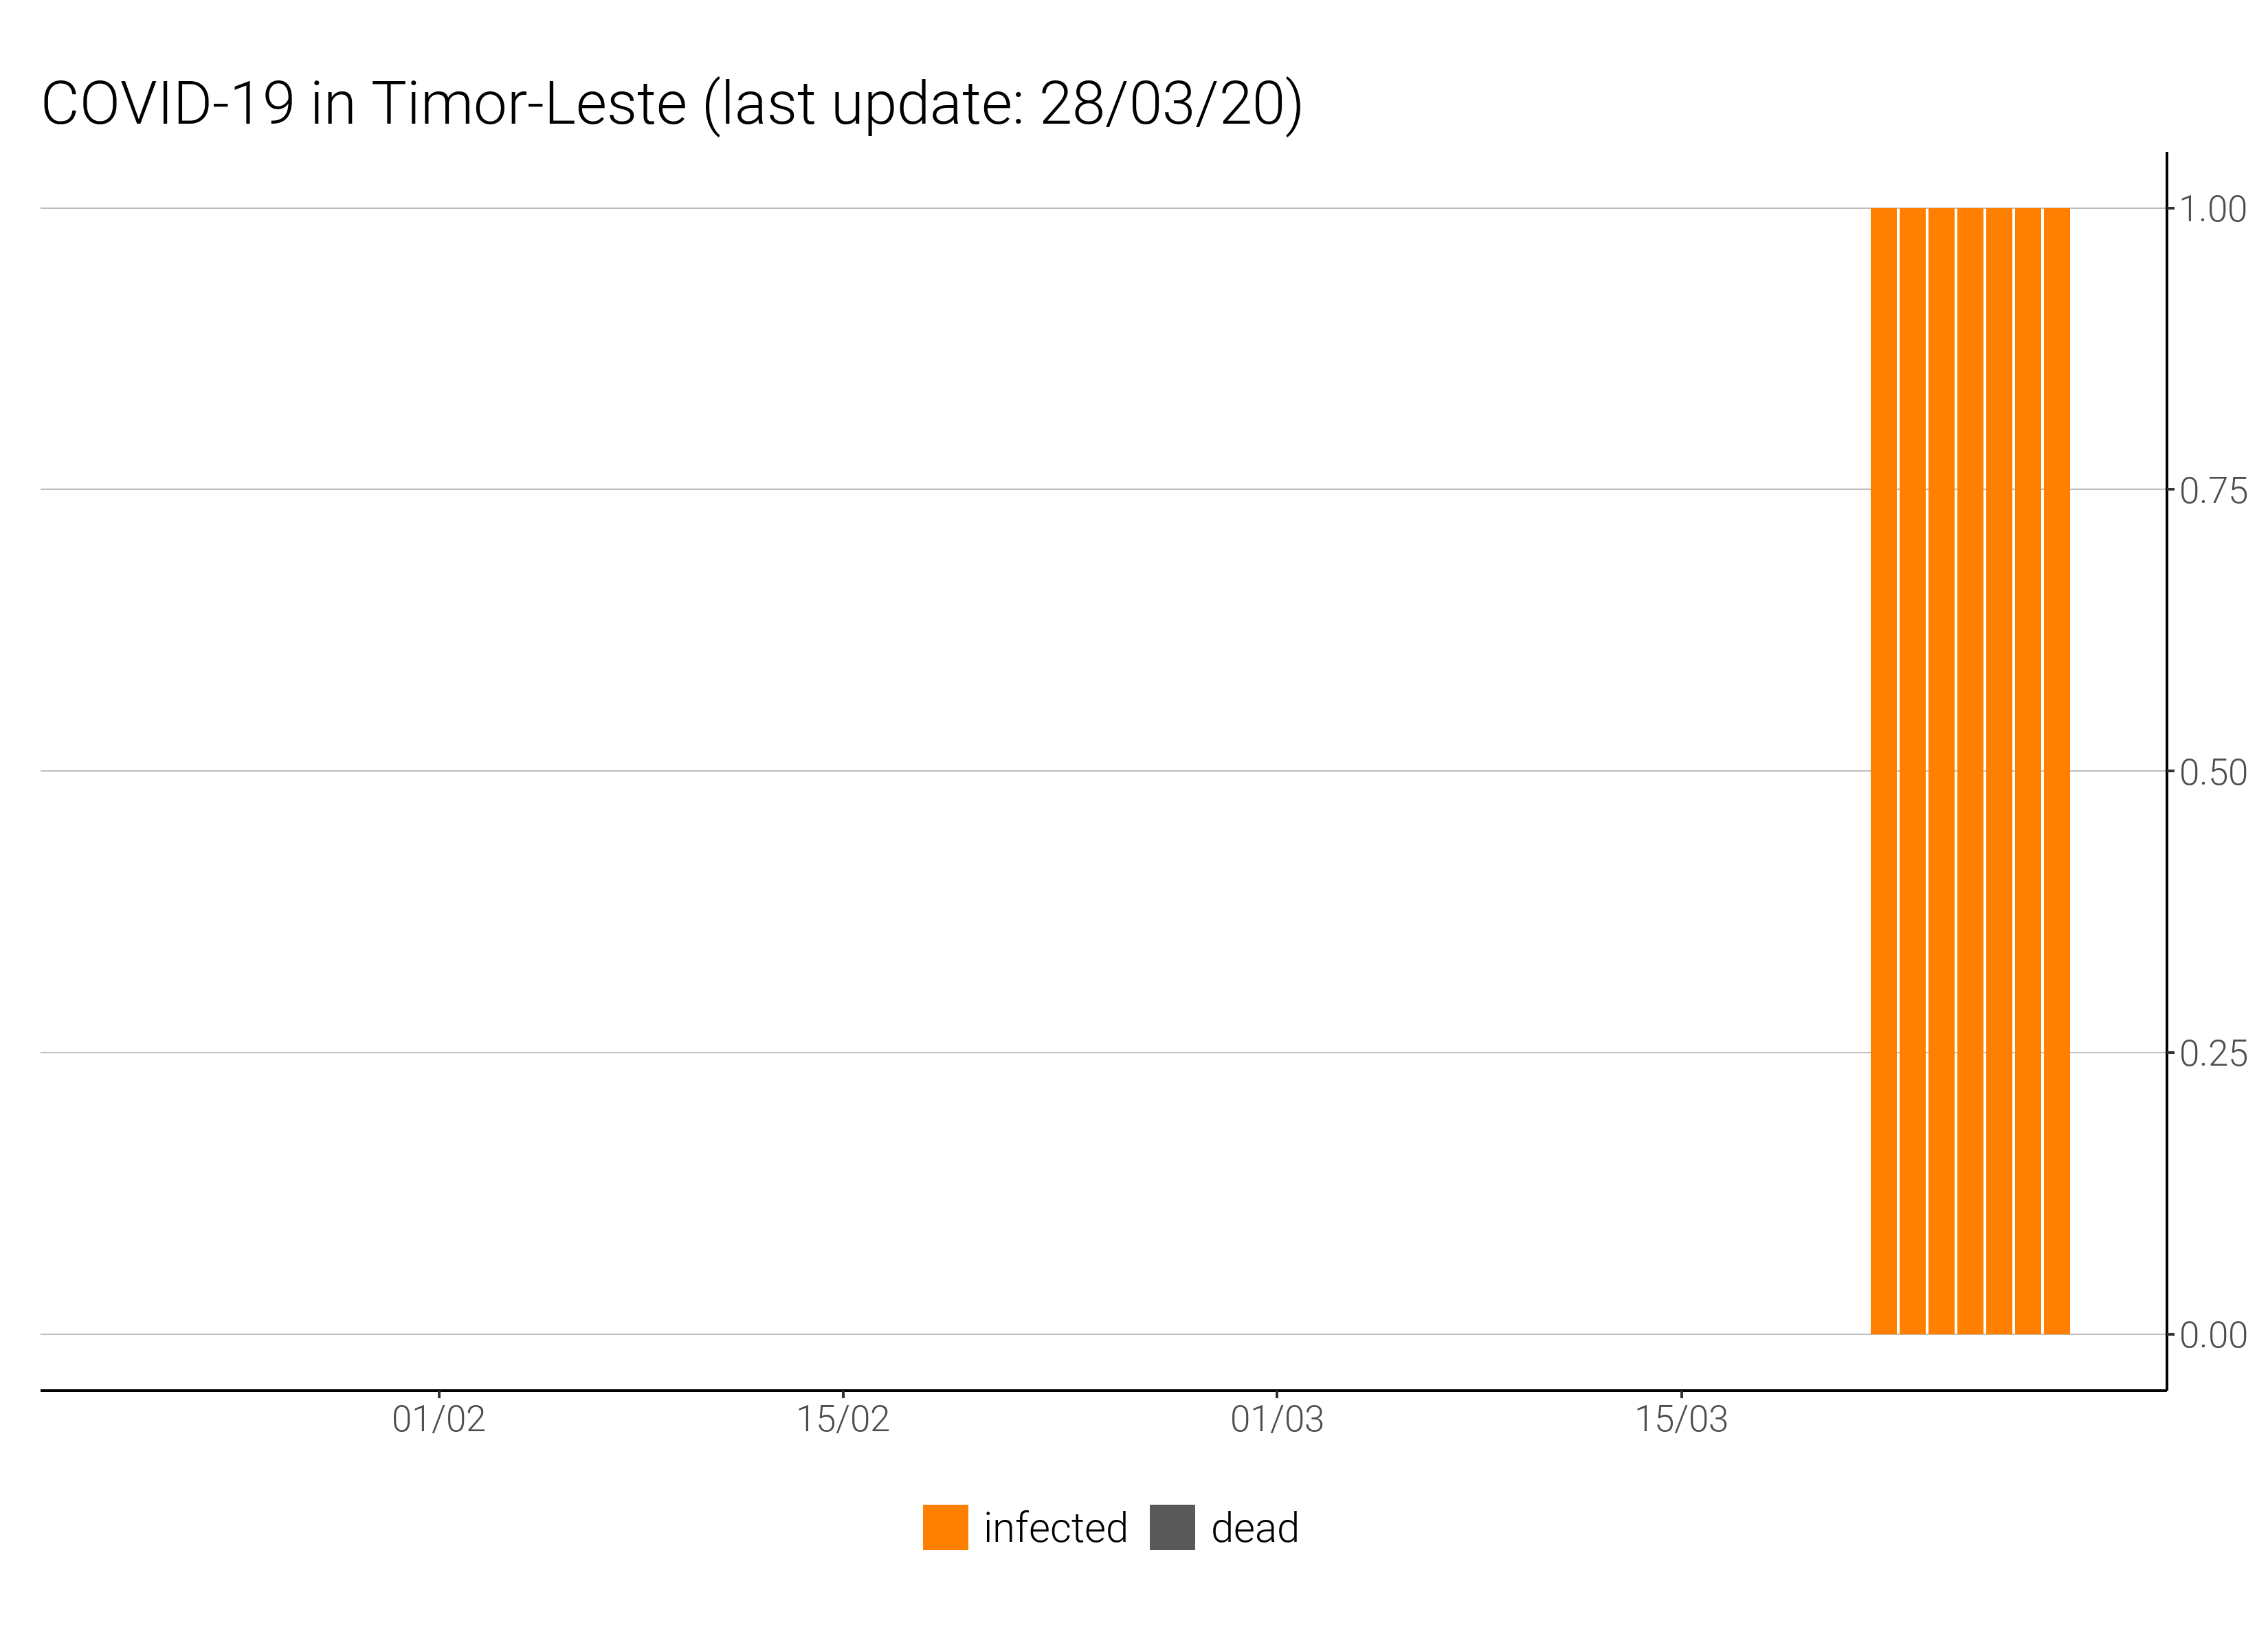 COVID-19 in Timor-Leste (last update: 28/03/20)
1.00
0.75
0.50
0.25
0.00
01/02 15/02 01/03 15/03
infected dead